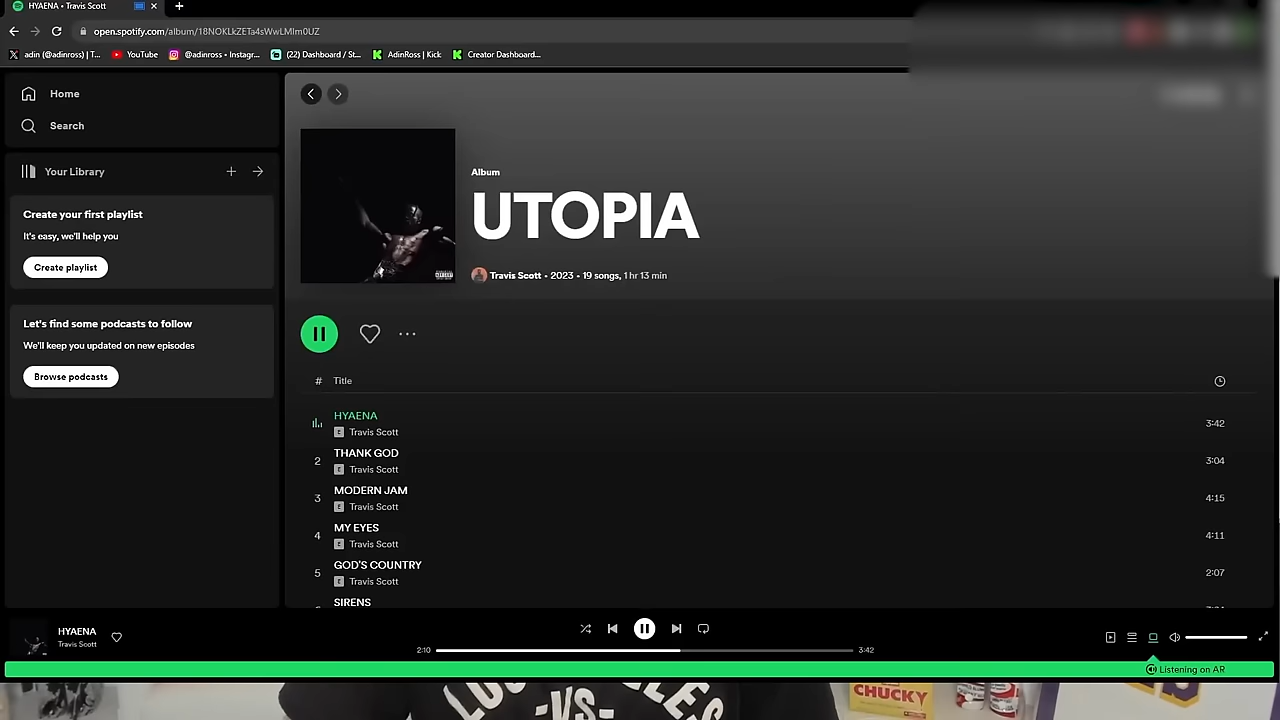 HYAENA • Travis Scott
open.spotify.com/album/18NOKLkZETa4sWwLMIm0UZ
adin (@adinross) | T...
YouTube
@adinross • Instagr...
(22) Dashboard / St...
AdinRoss | Kick
Creator Dashboard...
Home
Search
Your Library
Create your first playlist
It's easy, we'll help you
Create playlist
Let's find some podcasts to follow
We'll keep you updated on new episodes
Browse podcasts
Album
UTOPIA
Travis Scott • 2023 • 19 songs, 1 hr 13 min
# Title
HYAENA
E Travis Scott
3:42
2 THANK GOD
E Travis Scott
3:04
3 MODERN JAM
E Travis Scott
4:15
4 MY EYES
E Travis Scott
4:11
5 GOD'S COUNTRY
E Travis Scott
2:07
SIRENS
HYAENA
Travis Scott
2:10
3:42
Listening on AR
-VS-
CHUCKY